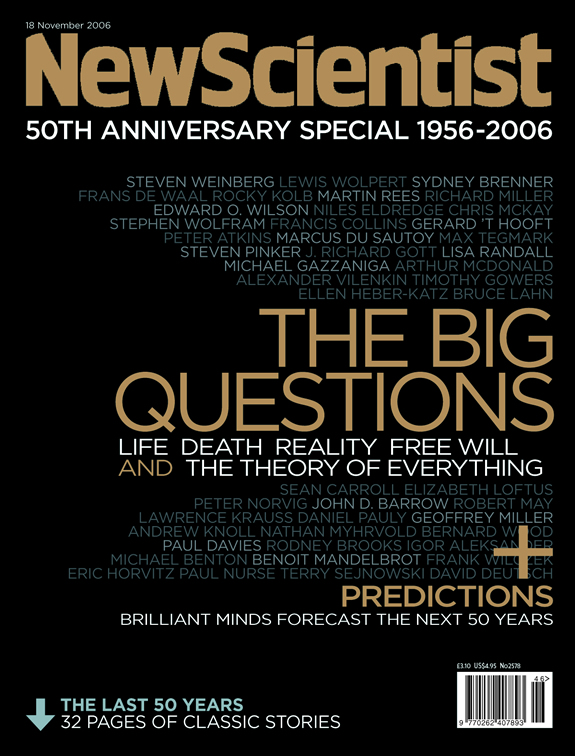 18 November 2006
NewScientist
50TH ANNIVERSARY SPECIAL 1956-2006
STEVEN WEINBERG LEWIS WOLPERT SYDNEY BRENNER
FRANS DE WAAL ROCKY KOLB MARTIN REES RICHARD MILLER
EDWARD O. WILSON NILES ELDREDGE CHRIS MCKAY
STEPHEN WOLFRAM FRANCIS COLLINS GERARD 'T HOOFT
PETER ATKINS MARCUS DU SAUTOY MAX TEGMARK
STEVEN PINKER J. RICHARD GOTT LISA RANDALL
MICHAEL GAZZANIGA ARTHUR MCDONALD
ALEXANDER VILENKIN TIMOTHY GOWERS
ELLEN HEBER-KATZ BRUCE LAHN
THE BIG
QUESTIONS
LIFE DEATH REALITY FREE WILL
AND THE THEORY OF EVERYTHING
SEAN CARROLL ELIZABETH LOFTUS
PETER NORVIG JOHN D. BARROW ROBERT MAY
LAWRENCE KRAUSS DANIEL PAULY GEOFFREY MILLER
ANDREW KNOLL NATHAN MYHRVOLD BERNARD WOOD
PAUL DAVIES RODNEY BROOKS IGOR ALEKSANDER
MICHAEL BENTON BENOIT MANDELBROT FRANK WILCZEK
ERIC HORVITZ PAUL NURSE TERRY SEJNOWSKI DAVID DEUTSCH
+
PREDICTIONS
BRILLIANT MINDS FORECAST THE NEXT 50 YEARS
£3.10 US$4.95 No2578
46>
9 770262 407893
THE LAST 50 YEARS
32 PAGES OF CLASSIC STORIES